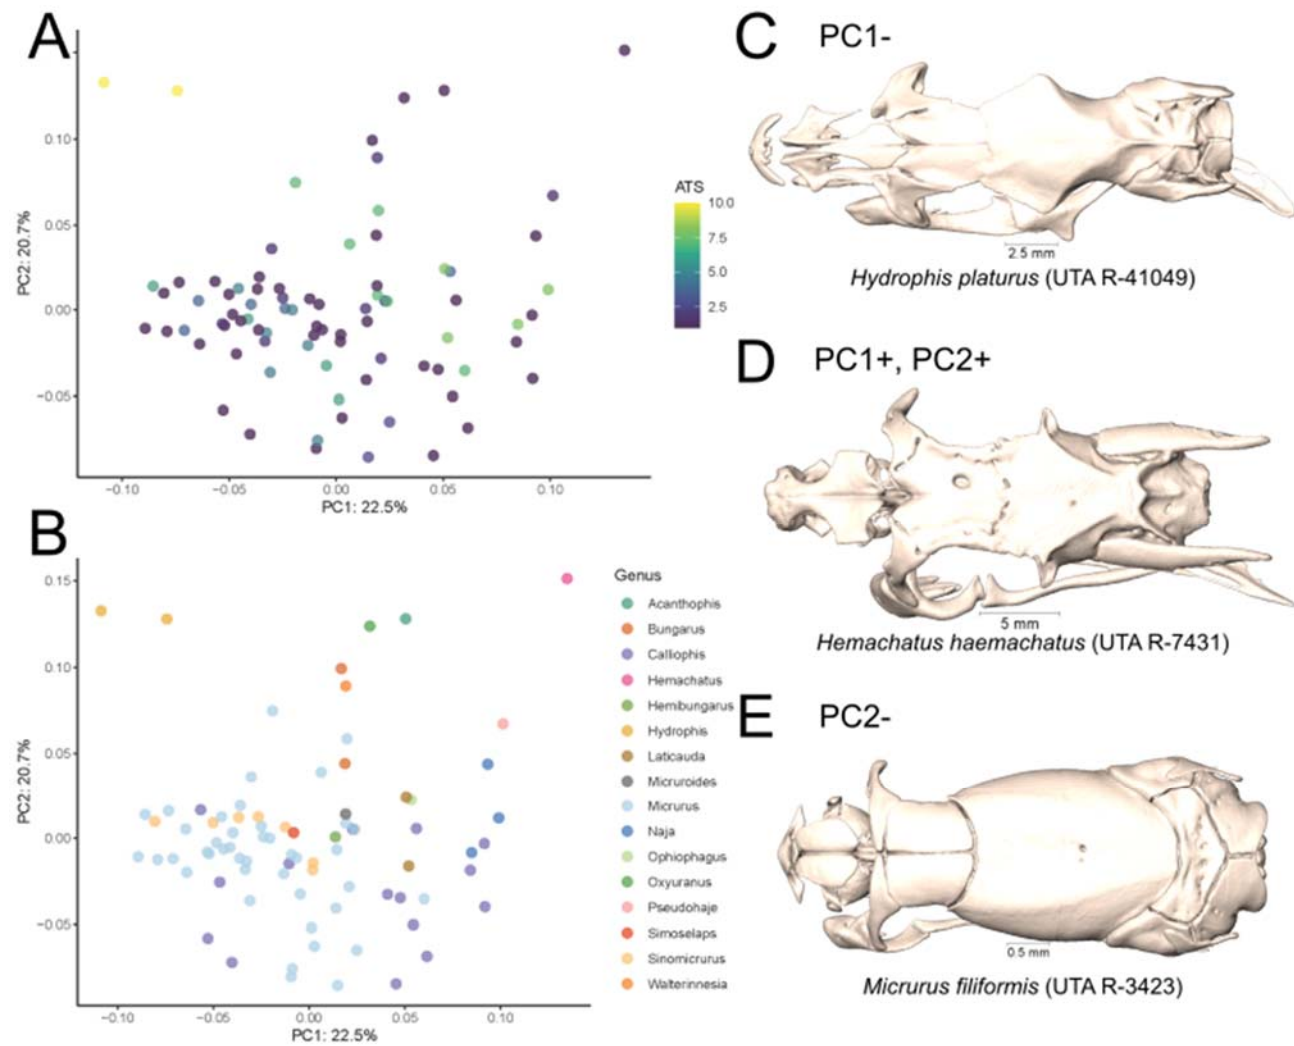 A
0.10
0.05
0.00
−0.05
PC2: 20.7%
−0.10
−0.05
0.00
0.05
0.10
PC1: 22.5%
ATS
10.0
7.5
5.0
2.5
B
0.15
0.10
0.05
0.00
−0.05
PC2: 20.7%
−0.10
−0.05
0.00
0.05
0.10
PC1: 22.5%
Genus
Acanthophis
Bungarus
Calliophis
Hemachatus
Hemibungarus
Hydrophis
Laticauda
Micruroides
Micrurus
Naja
Ophiophagus
Oxyuranus
Pseudohaje
Simoselaps
Sinomicrurus
Walterinnesia
C PC1-
2.5 mm
Hydrophis platurus (UTA R-41049)
D PC1+, PC2+
5 mm
Hemachatus haemachatus (UTA R-7431)
E PC2-
0.5 mm
Micrurus filiformis (UTA R-3423)